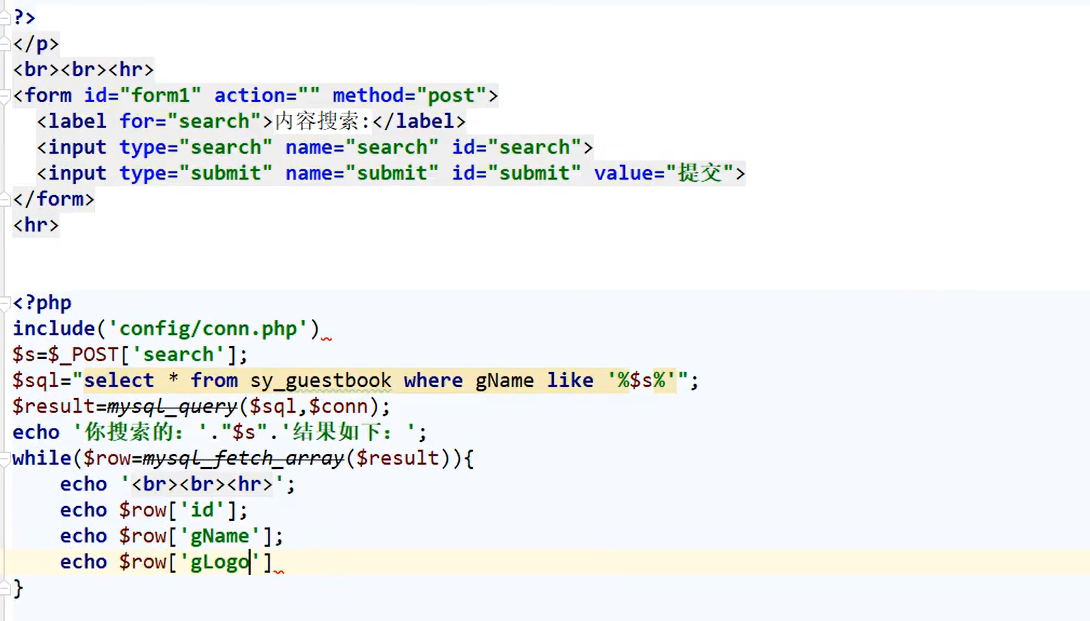 ?>
</p>
<br><br><hr>
<form id="form1" action="" method="post">
  <label for="search">内容搜索:</label>
  <input type="search" name="search" id="search">
  <input type="submit" name="submit" id="submit" value="提交">
</form>
<hr>
<?php
include('config/conn.php')
$s=$_POST['search'];
$sql="select * from sy_guestbook where gName like '%$s%'";
$result=mysql_query($sql,$conn);
echo '你搜索的：'."$s".'结果如下：';
while($row=mysql_fetch_array($result)){
    echo '<br><br><hr>';
    echo $row['id'];
    echo $row['gName'];
    echo $row['gLogo']
}